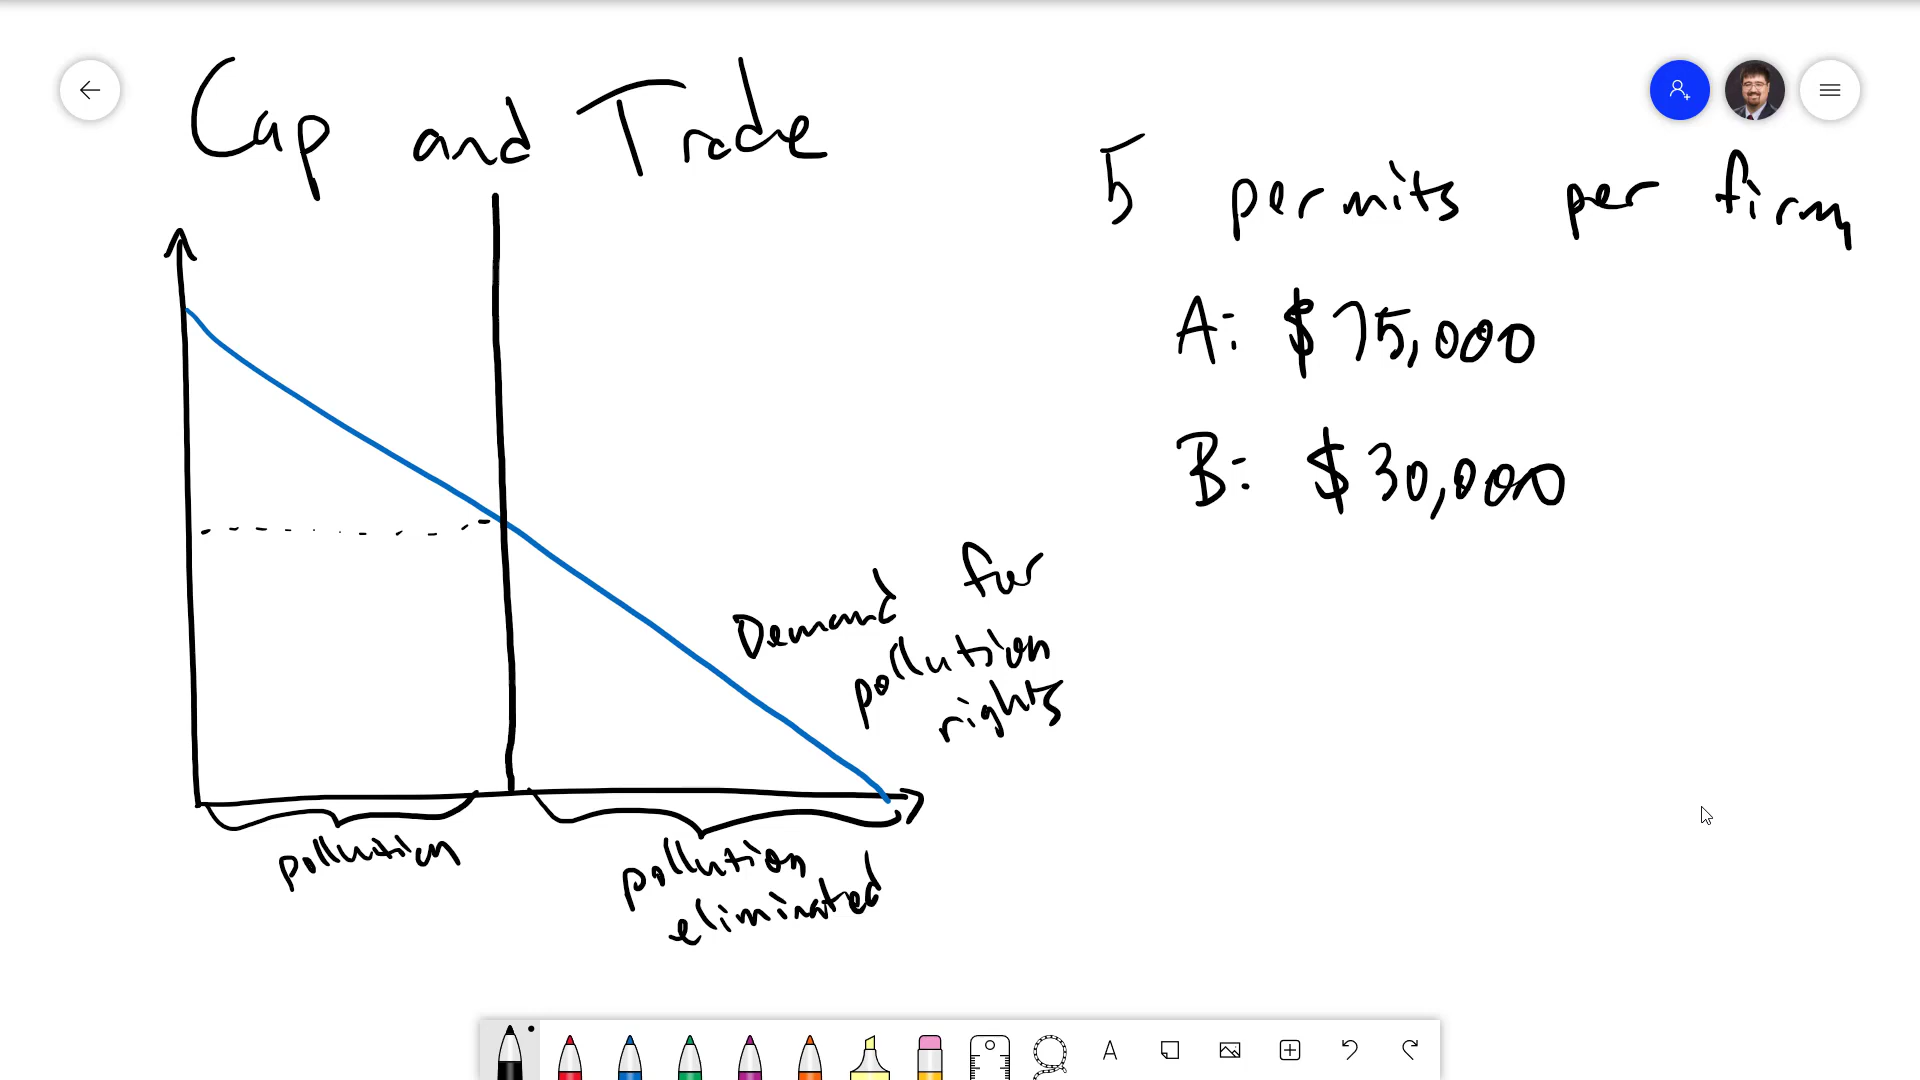 Cap and Trade
5 permits per firm
A: $75,000
B: $30,000
Demand for
pollution
rights
pollution
pollution
eliminated
A